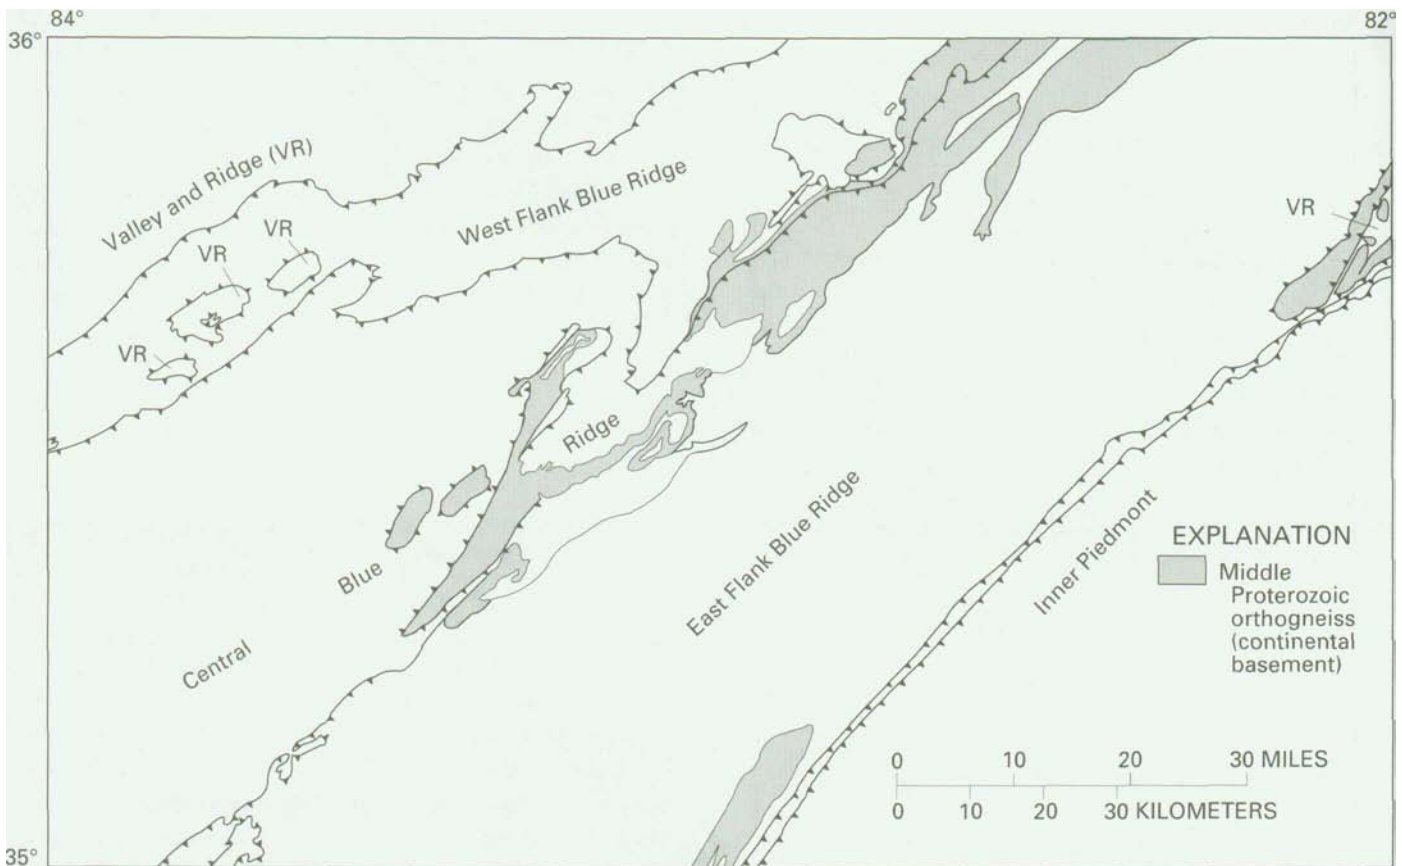 84°
82°
36°
Valley and Ridge (VR)
West Flank Blue Ridge
VR
VR
VR
VR
Ridge
Blue
Central
East Flank Blue Ridge
Inner Piedmont
EXPLANATION
Middle
Proterozoic
orthogneiss
(continental
basement)
0 10 20 30 MILES
0 10 20 30 KILOMETERS
35°